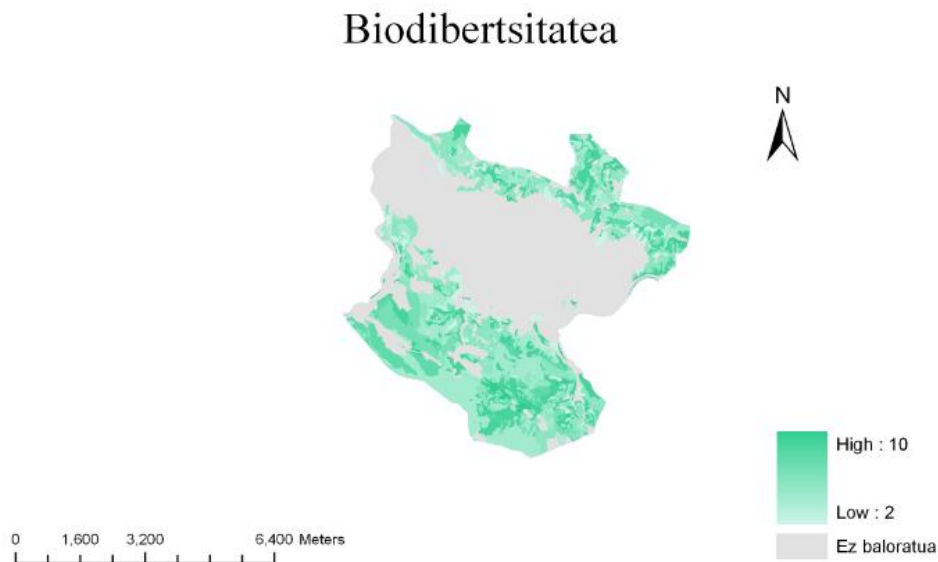 Biodibertsitatea
N
High : 10
Low : 2
Ez baloratua
0 1,600 3,200 6,400 Meters